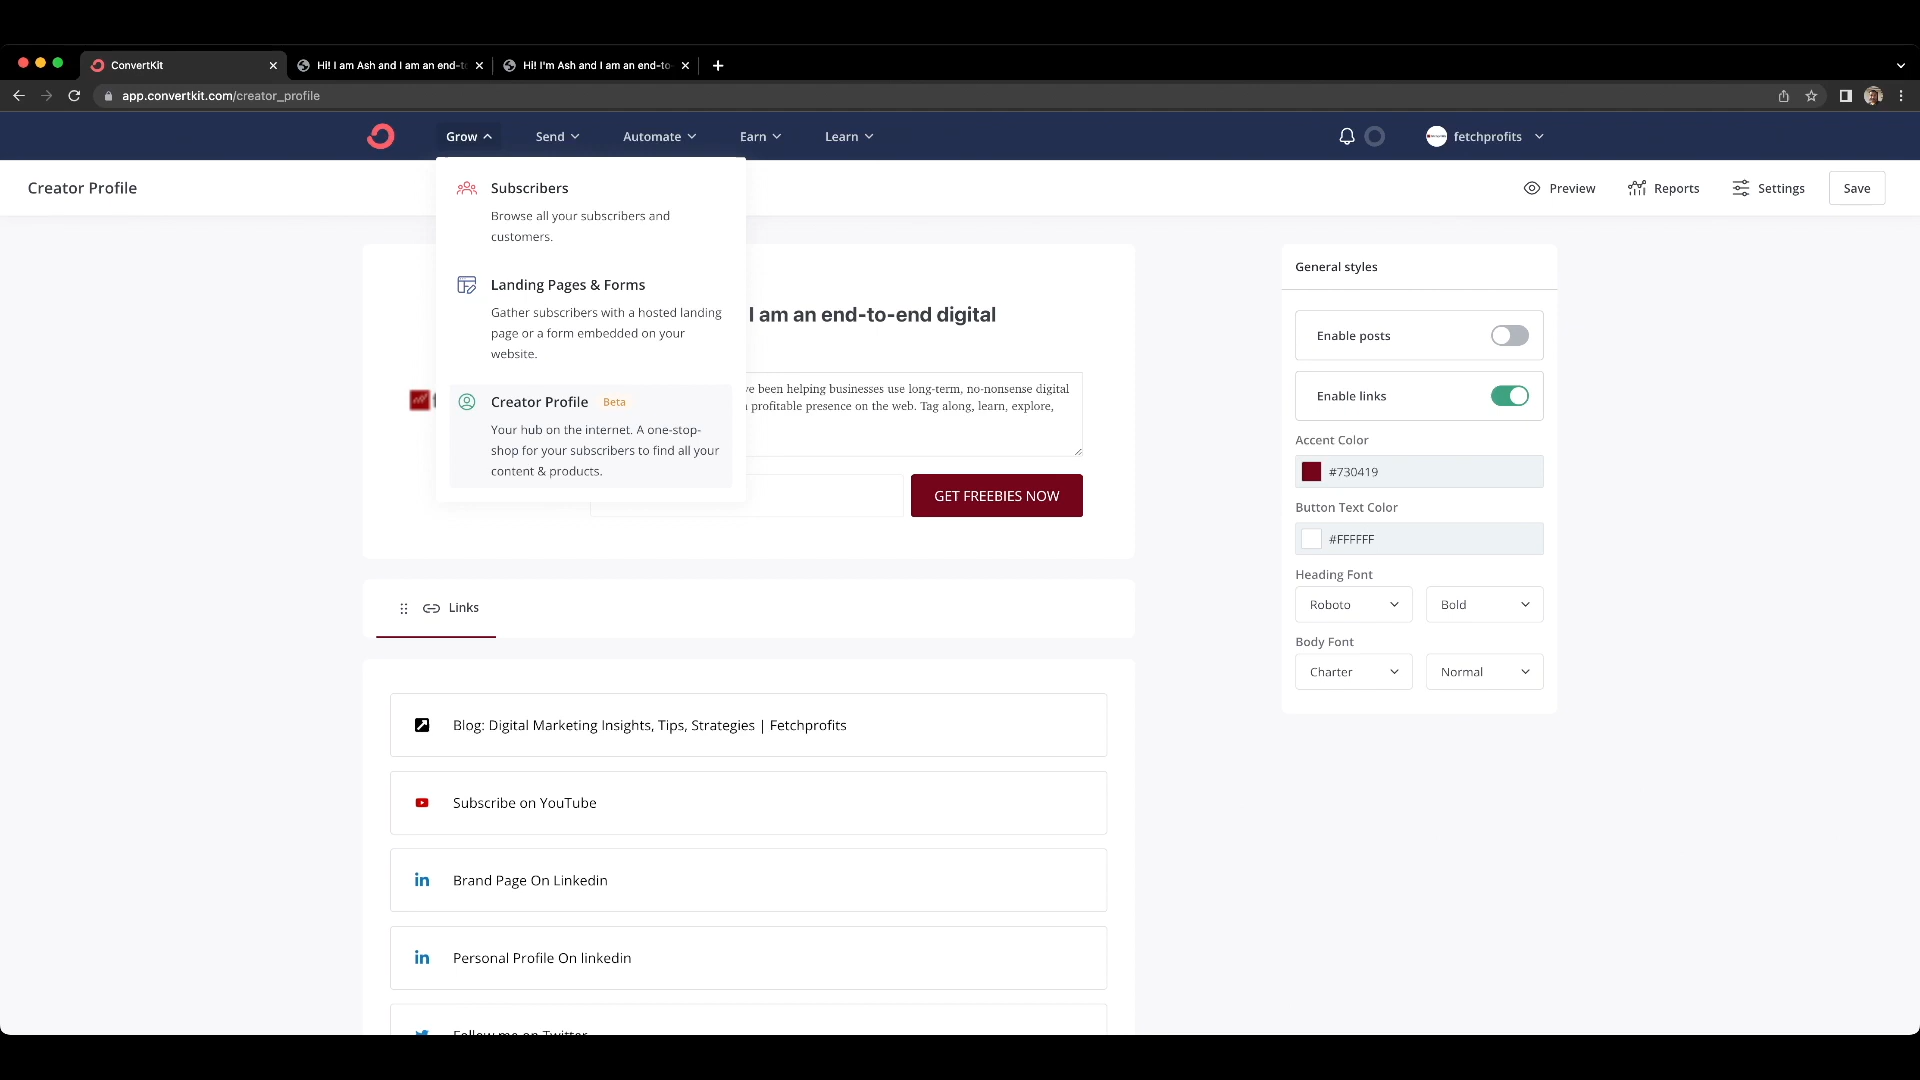 ConvertKit
Hi! I am Ash and I am an end-to
Hi! I'm Ash and I am an end-to-
app.convertkit.com/creator_profile
Grow
Send
Automate
Earn
Learn
fetchprofits
Creator Profile
Preview
Reports
Settings
Save
Subscribers
Browse all your subscribers and
customers.
Landing Pages & Forms
Gather subscribers with a hosted landing
page or a form embedded on your
website.
Creator Profile Beta
Your hub on the internet. A one-stop-
shop for your subscribers to find all your
content & products.
I am an end-to-end digital
been helping businesses use long-term, no-nonsense digital
profitable presence on the web. Tag along, learn, explore,
GET FREEBIES NOW
Links
Blog: Digital Marketing Insights, Tips, Strategies | Fetchprofits
Subscribe on YouTube
Brand Page On Linkedin
Personal Profile On linkedin
Follow me on Twitter
General styles
Enable posts
Enable links
Accent Color
#730419
Button Text Color
#FFFFFF
Heading Font
Roboto
Bold
Body Font
Charter
Normal